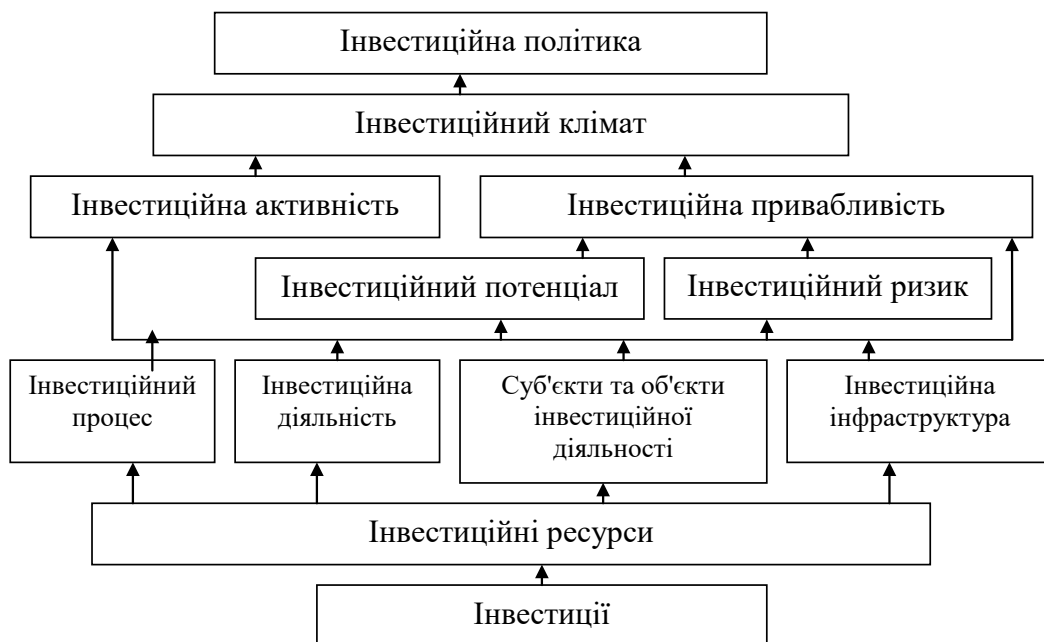 Інвестиційна політика
Інвестиційний клімат
Інвестиційна активність
Інвестиційна привабливість
Інвестиційний потенціал
Інвестиційний ризик
Інвестиційний
процес
Інвестиційна
діяльність
Суб'єкти та об'єкти
інвестиційної
діяльності
Інвестиційна
інфраструктура
Інвестиційні ресурси
Інвестиції